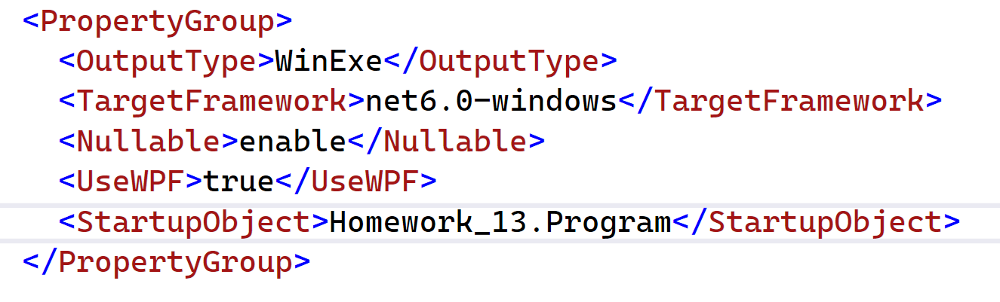 <PropertyGroup>
<OutputType>WinExe</OutputType>
<TargetFramework>net6.0-windows</TargetFramework>
<Nullable>enable</Nullable>
<UseWPF>true</UseWPF>
<StartupObject>Homework_13.Program</StartupObject>
</PropertyGroup>